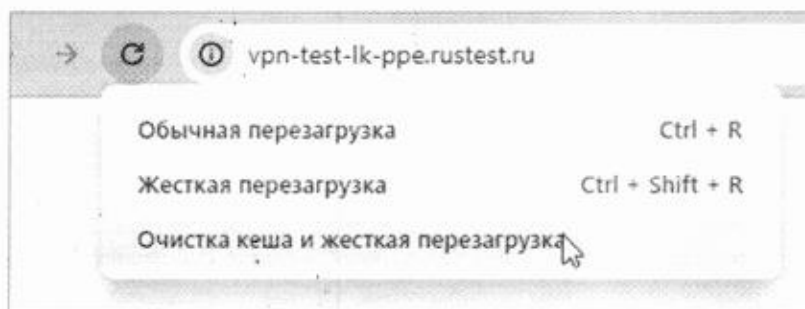 vpn-test-lk-ppe.rustest.ru
Обычная перезагрузка Ctrl + R
Жесткая перезагрузка Ctrl + Shift + R
Очистка кеша и жесткая перезагрузка